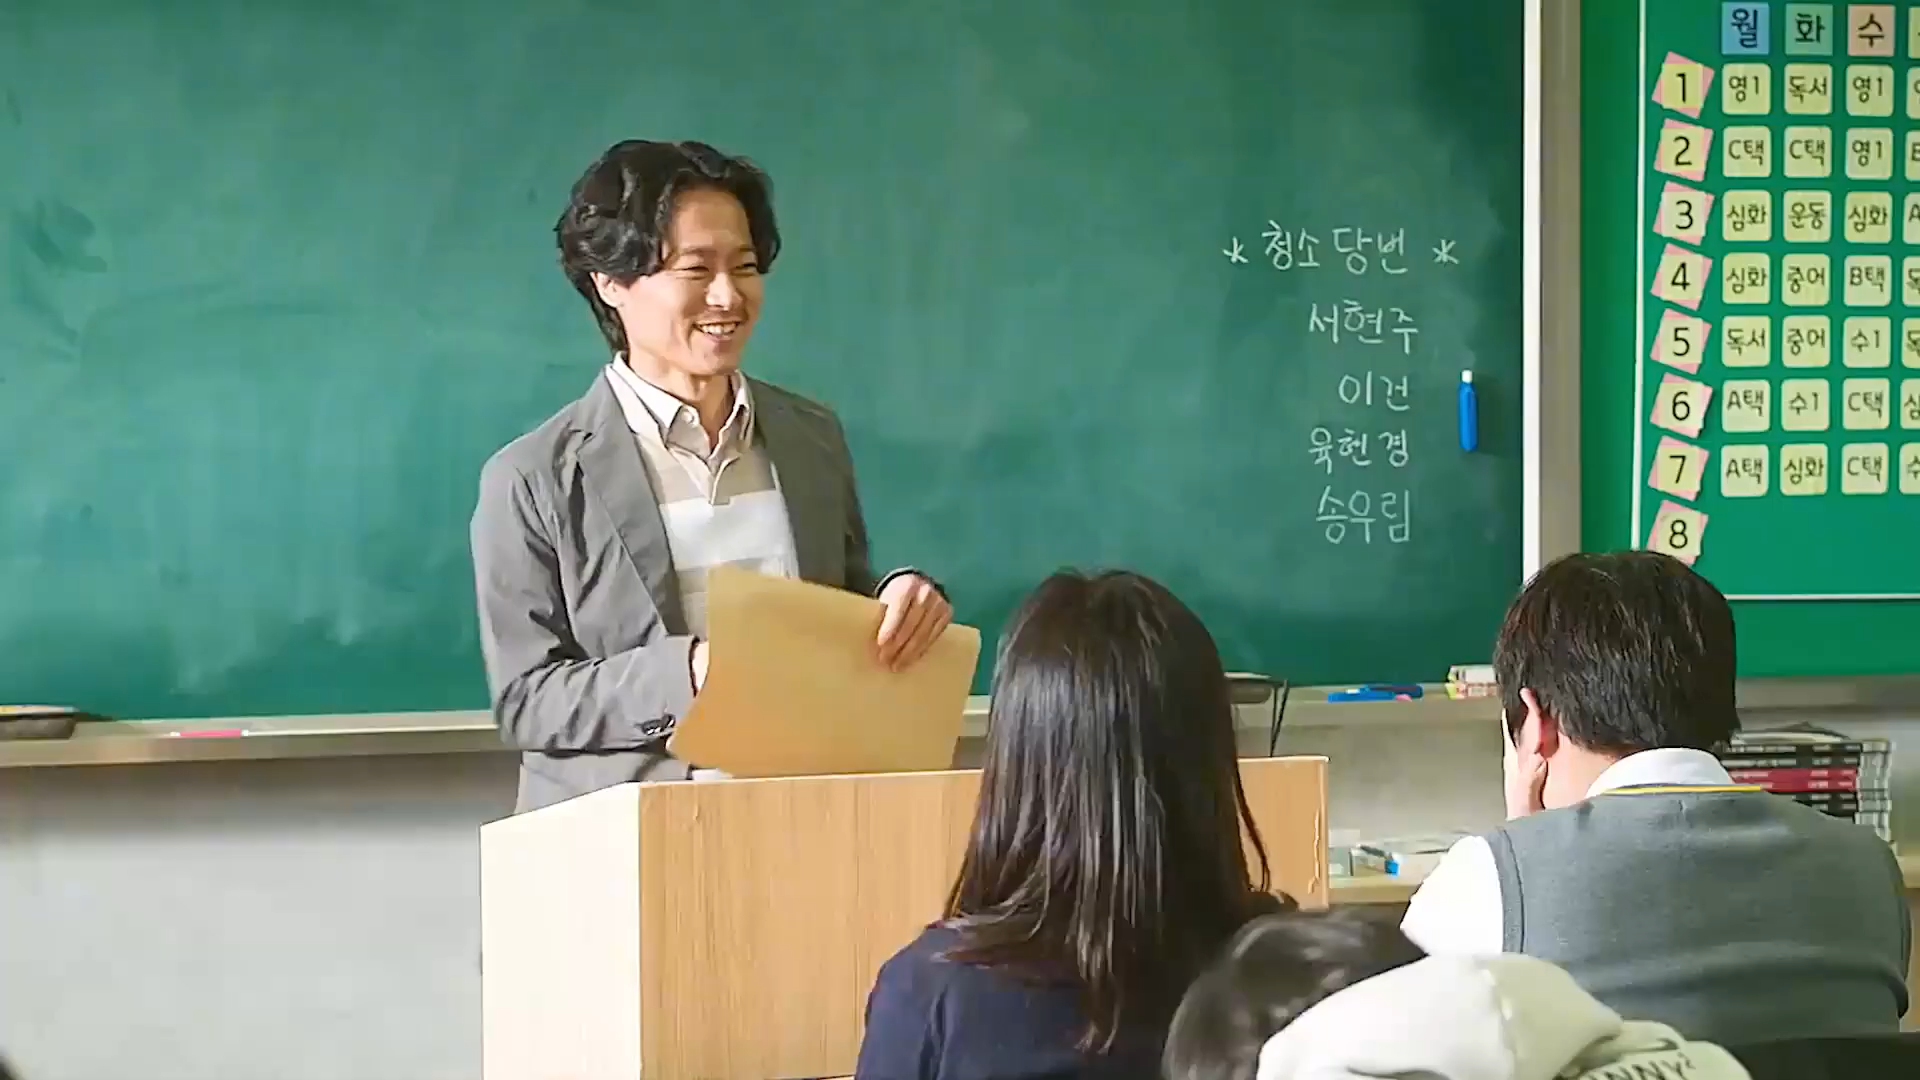 * 청소 당번 *
서현주
이건
육현경
송우림
월 화 수
1 영1 독서 영1
2 C택 C택 영1
3 심화 운동 심화
4 심화 중어 B택
5 독서 중어 수1
6 A택 수1 C택
7 A택 심화 C택
8